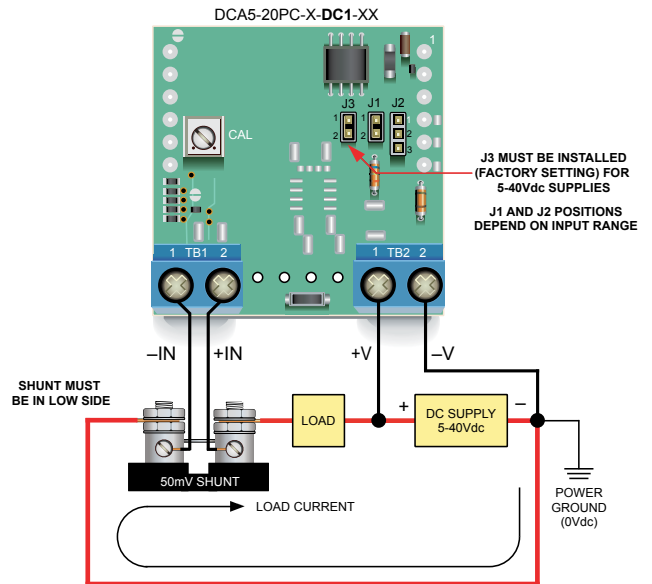 DCA5-20PC-X-DC1-XX
1
J3 J1 J2
1 1 1
2 2 2
3
CAL
J3 MUST BE INSTALLED
(FACTORY SETTING) FOR
5-40Vdc SUPPLIES
J1 AND J2 POSITIONS
DEPEND ON INPUT RANGE
1 TB1 2
1 TB2 2
–IN +IN
+V –V
SHUNT MUST
BE IN LOW SIDE
LOAD
+
DC SUPPLY
5-40Vdc
–
50mV SHUNT
LOAD CURRENT
POWER
GROUND
(0Vdc)